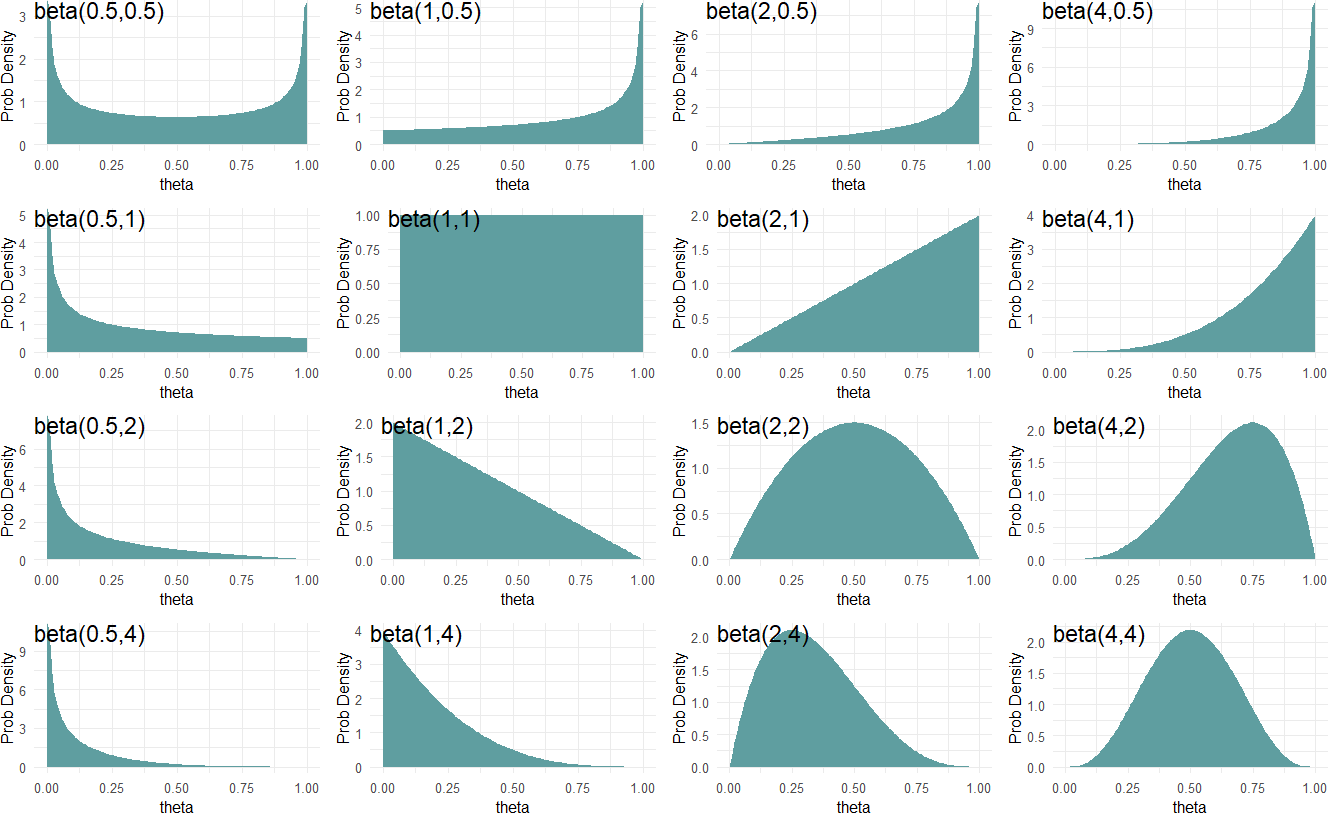 beta(0.5,0.5)
Prob Density
3
2
1
0
0.00 0.25 0.50 0.75 1.00
theta
beta(1,0.5)
Prob Density
5
4
3
2
1
0
0.00 0.25 0.50 0.75 1.00
theta
beta(2,0.5)
Prob Density
6
4
2
0
0.00 0.25 0.50 0.75 1.00
theta
beta(4,0.5)
Prob Density
9
6
3
0
0.00 0.25 0.50 0.75 1.00
theta
beta(0.5,1)
Prob Density
5
4
3
2
1
0
0.00 0.25 0.50 0.75 1.00
theta
beta(1,1)
Prob Density
1.00
0.75
0.50
0.25
0.00
0.00 0.25 0.50 0.75 1.00
theta
beta(2,1)
Prob Density
2.0
1.5
1.0
0.5
0.0
0.00 0.25 0.50 0.75 1.00
theta
beta(4,1)
Prob Density
4
3
2
1
0
0.00 0.25 0.50 0.75 1.00
theta
beta(0.5,2)
Prob Density
6
4
2
0
0.00 0.25 0.50 0.75 1.00
theta
beta(1,2)
Prob Density
2.0
1.5
1.0
0.5
0.0
0.00 0.25 0.50 0.75 1.00
theta
beta(2,2)
Prob Density
1.5
1.0
0.5
0.0
0.00 0.25 0.50 0.75 1.00
theta
beta(4,2)
Prob Density
2.0
1.5
1.0
0.5
0.0
0.00 0.25 0.50 0.75 1.00
theta
beta(0.5,4)
Prob Density
9
6
3
0
0.00 0.25 0.50 0.75 1.00
theta
beta(1,4)
Prob Density
4
3
2
1
0
0.00 0.25 0.50 0.75 1.00
theta
beta(2,4)
Prob Density
2.0
1.5
1.0
0.5
0.0
0.00 0.25 0.50 0.75 1.00
theta
beta(4,4)
Prob Density
2.0
1.5
1.0
0.5
0.0
0.00 0.25 0.50 0.75 1.00
theta